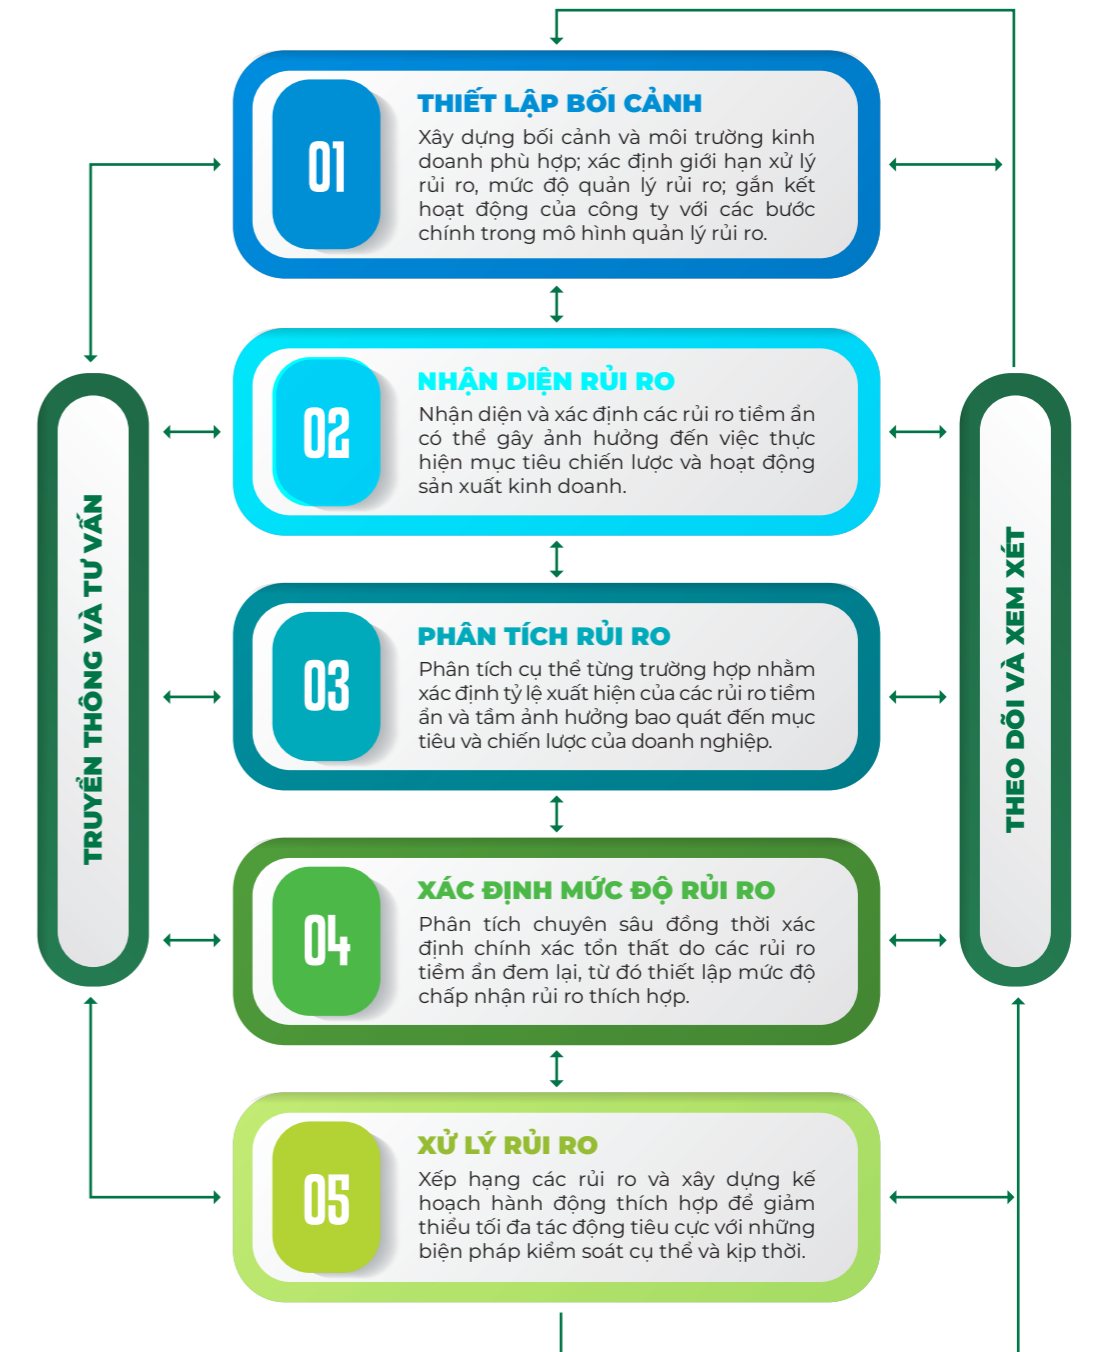 01
THIẾT LẬP BỐI CẢNH
Xây dựng bối cảnh và môi trường kinh
doanh phù hợp; xác định giới hạn xử lý
rủi ro, mức độ quản lý rủi ro; gắn kết
hoạt động của công ty với các bước
chính trong mô hình quản lý rủi ro.
02
NHẬN DIỆN RỦI RO
Nhận diện và xác định các rủi ro tiềm ẩn
có thể gây ảnh hưởng đến việc thực
hiện mục tiêu chiến lược và hoạt động
sản xuất kinh doanh.
TRUYỀN THÔNG VÀ TƯ VẤN
THEO DÕI VÀ XEM XÉT
03
PHÂN TÍCH RỦI RO
Phân tích cụ thể từng trường hợp nhằm
xác định tỷ lệ xuất hiện của các rủi ro tiềm
ẩn và tầm ảnh hưởng bao quát đến mục
tiêu và chiến lược của doanh nghiệp.
04
XÁC ĐỊNH MỨC ĐỘ RỦI RO
Phân tích chuyên sâu đồng thời xác
định chính xác tổn thất do các rủi ro
tiềm ẩn đem lại, từ đó thiết lập mức độ
chấp nhận rủi ro thích hợp.
05
XỬ LÝ RỦI RO
Xếp hạng các rủi ro và xây dựng kế
hoạch hành động thích hợp để giảm
thiểu tối đa tác động tiêu cực với những
biện pháp kiểm soát cụ thể và kịp thời.